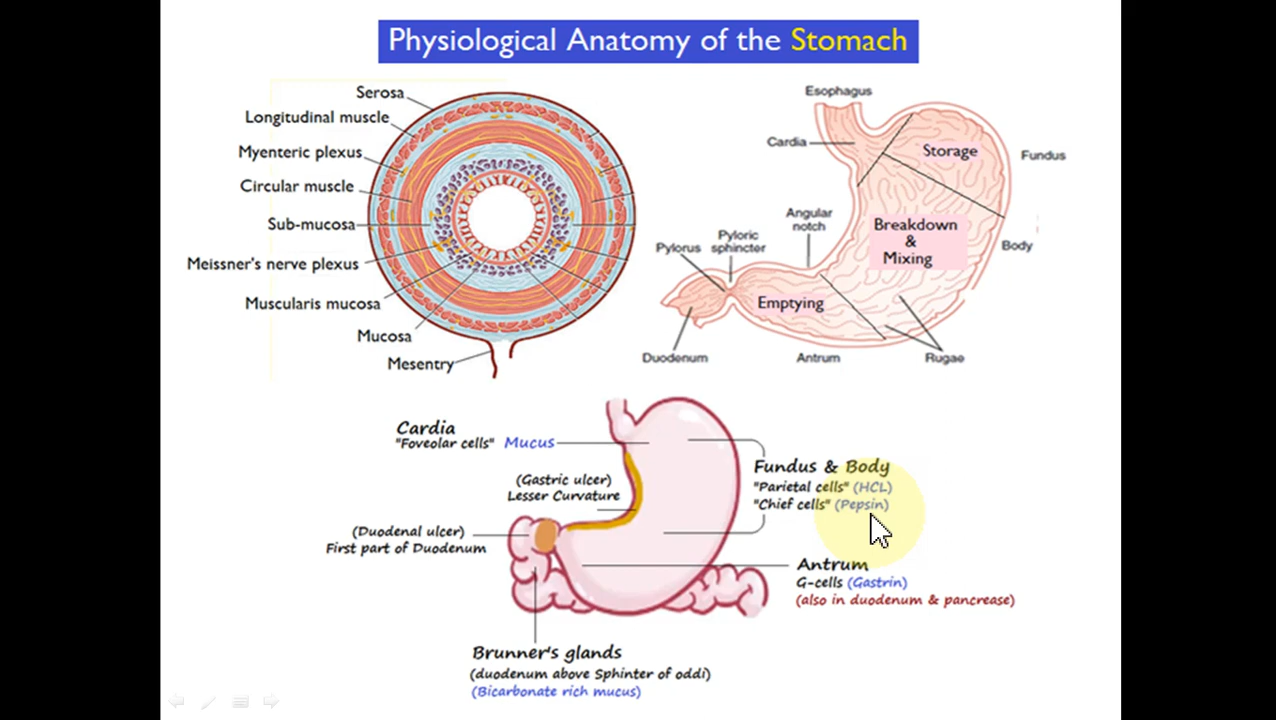 Physiological Anatomy of the Stomach
Serosa
Longitudinal muscle
Myenteric plexus
Circular muscle
Sub-mucosa
Meissner's nerve plexus
Muscularis mucosa
Mucosa
Mesentry
Esophagus
Cardia
Storage
Fundus
Angular
notch
Breakdown
&
Mixing
Body
Pyloric
sphincter
Pylorus
Emptying
Duodenum
Antrum
Rugae
Cardia
"Foveolar cells" Mucus
(Gastric ulcer)
Lesser Curvature
(Duodenal ulcer)
First part of Duodenum
Fundus & Body
"Parietal cells" (HCL)
"Chief cells" (Pepsin)
Antrum
G-cells (Gastrin)
(also in duodenum & pancrease)
Brunner's glands
(duodenum above Sphinter of oddi)
(Bicarbonate rich mucus)